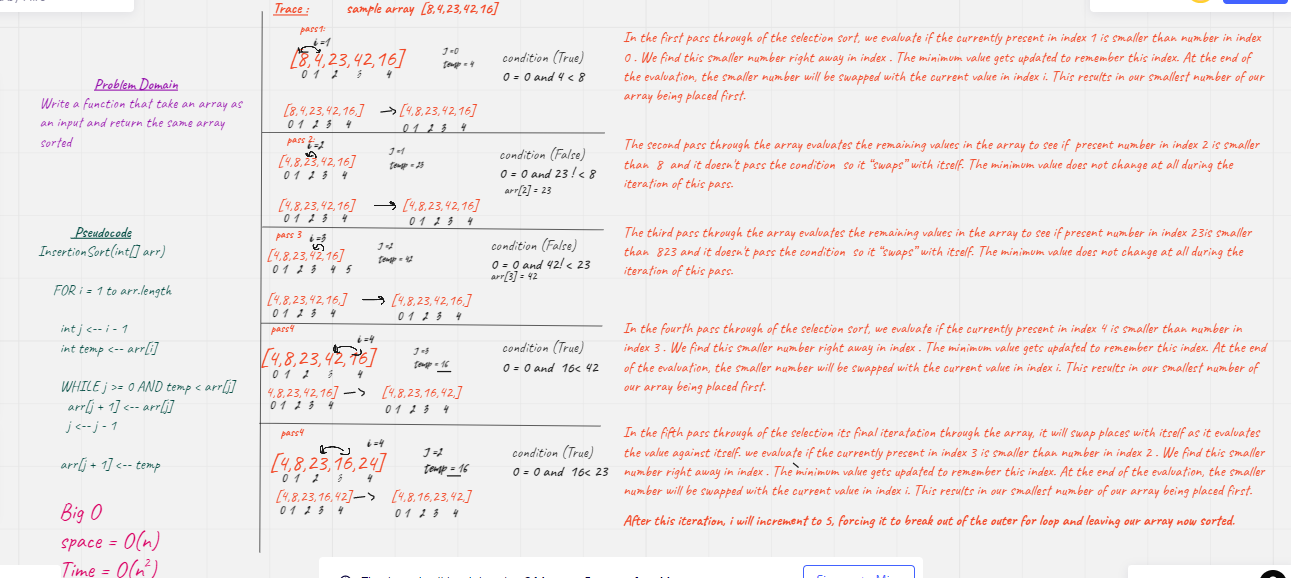 Trace : sample array [8,4,23,42,16]
Problem Domain
Write a function that take an array as
an input and return the same array
sorted
Pseudocode
InsertionSort(int[] arr)
FOR i = 1 to arr.length
int j <-- i - 1
int temp <-- arr[i]
WHILE j >= 0 AND temp < arr[j]
arr[j + 1] <-- arr[j]
j <-- j - 1
arr[j + 1] <-- temp
Big O
space = O(n)
Time = O(n²)
pass1:
i =1
[8,4,23,42,16]
0 1 2 3 4
J=0
temp = 4
condition (True)
0 = 0 and 4 < 8
[8,4,23,42,16,] → [4,8,23,42,16]
0 1 2 3 4 0 1 2 3 4
pass 2:
i =2
[4,8,23,42,16]
0 1 2 3 4
J=1
temp = 23
condition (False)
0 = 0 and 23 ! < 8
arr[2] = 23
[4,8,23,42,16] → [4,8,23,42,16]
0 1 2 3 4 0 1 2 3 4
pass 3
i =3
[4,8,23,42,16]
0 1 2 3 4 5
J=2
temp = 42
condition (False)
0 = 0 and 42! < 23
arr[3] = 42
[4,8,23,42,16,] → [4,8,23,42,16,]
0 1 2 3 4 0 1 2 3 4
pass4
i =4
[4,8,23,42,16]
0 1 2 3 4
J=3
temp = 16
condition (True)
0 = 0 and 16< 42
4,8,23,42,16] → [4,8,23,16,42,]
0 1 2 3 4 0 1 2 3 4
pass4
i =4
[4,8,23,16,24]
0 1 2 3 4
J=2
temp = 16
condition (True)
0 = 0 and 16< 23
[4,8,23,16,42] → [4,8,16,23,42,]
0 1 2 3 4 0 1 2 3 4
In the first pass through of the selection sort, we evaluate if the currently present in index 1 is smaller than number in index
0 . We find this smaller number right away in index . The minimum value gets updated to remember this index. At the end of
the evaluation, the smaller number will be swapped with the current value in index i. This results in our smallest number of our
array being placed first.
The second pass through the array evaluates the remaining values in the array to see if present number in index 2 is smaller
than 8 and it doesn't pass the condition so it “swaps” with itself. The minimum value does not change at all during the
iteration of this pass.
The third pass through the array evaluates the remaining values in the array to see if present number in index 23is smaller
than 823 and it doesn't pass the condition so it “swaps” with itself. The minimum value does not change at all during the
iteration of this pass.
In the fourth pass through of the selection sort, we evaluate if the currently present in index 4 is smaller than number in
index 3 . We find this smaller number right away in index . The minimum value gets updated to remember this index. At the end
of the evaluation, the smaller number will be swapped with the current value in index i. This results in our smallest number of
our array being placed first.
In the fifth pass through of the selection its final iteratation through the array, it will swap places with itself as it evaluates
the value against itself. we evaluate if the currently present in index 3 is smaller than number in index 2 . We find this smaller
number right away in index . The minimum value gets updated to remember this index. At the end of the evaluation, the smaller
number will be swapped with the current value in index i. This results in our smallest number of our array being placed first.
After this iteration, i will increment to 5, forcing it to break out of the outer for loop and leaving our array now sorted.